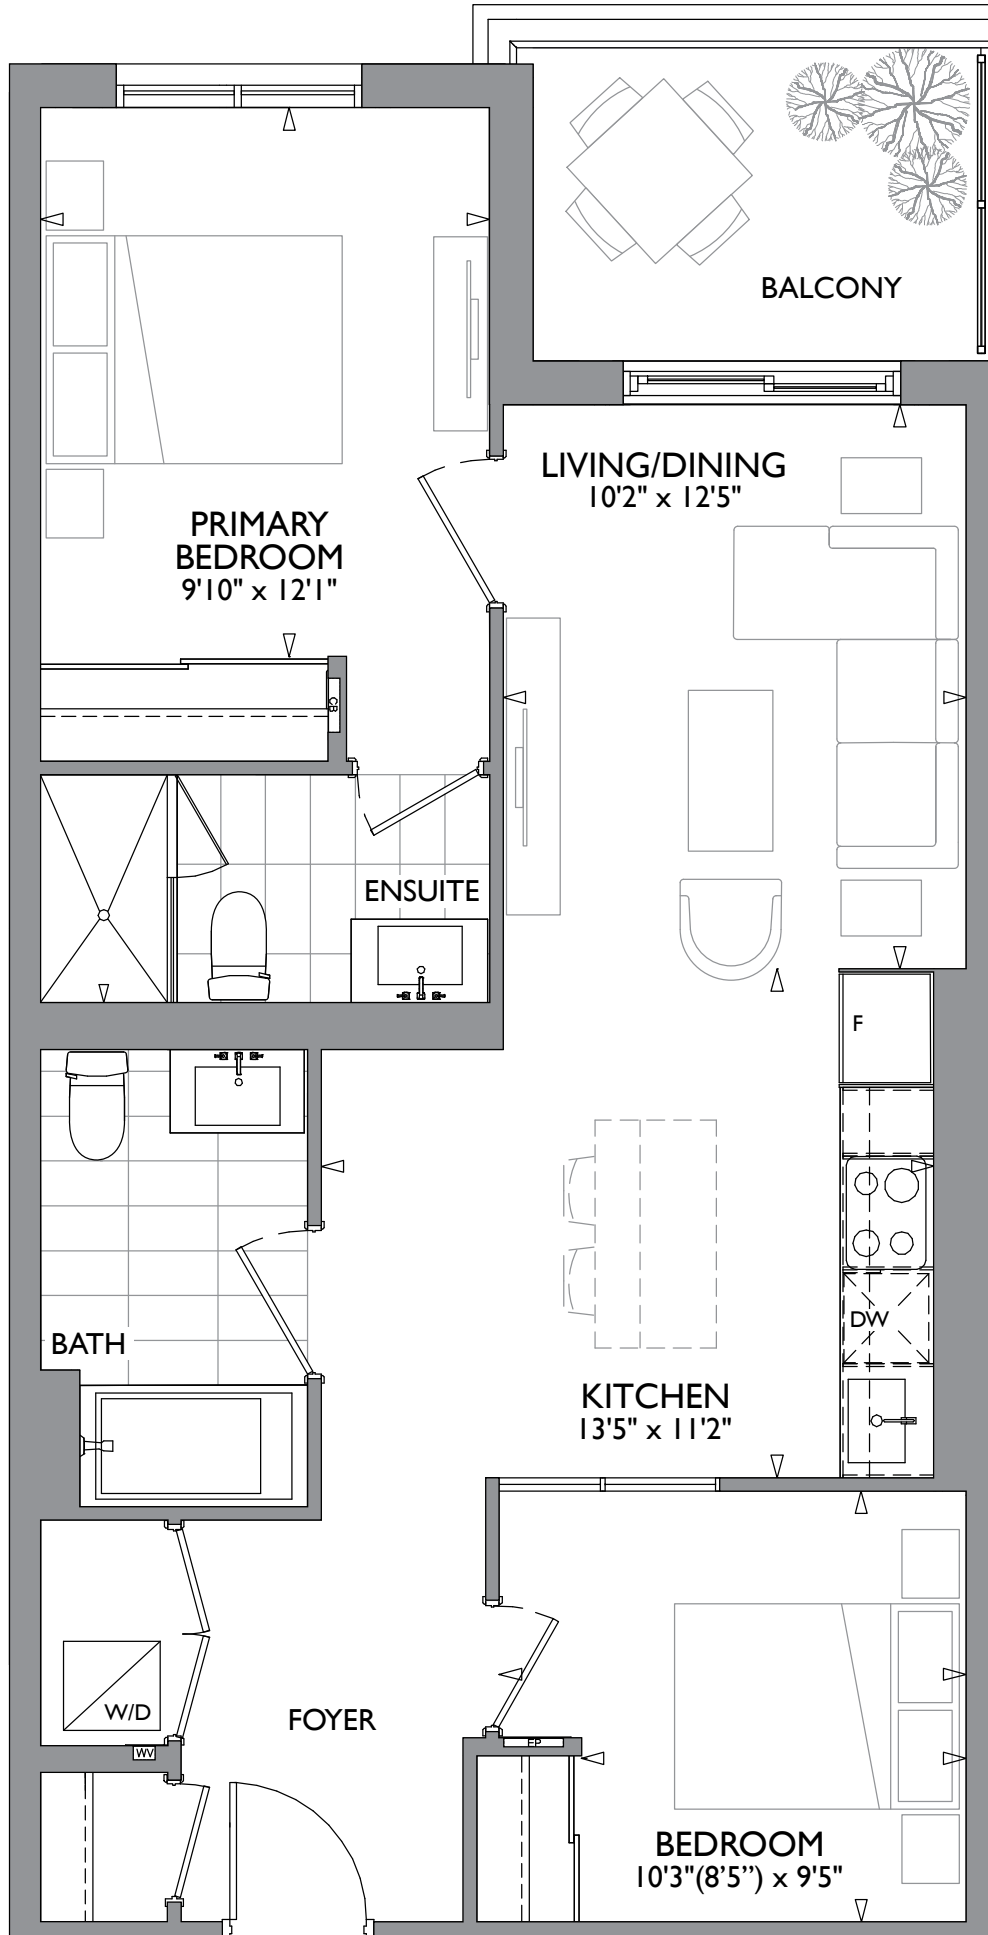 BALCONY
LIVING/DINING
10'2" x 12'5"
PRIMARY
BEDROOM
9'10" x 12'1"
CB
ENSUITE
F
BATH
DW
KITCHEN
13'5" x 11'2"
W/D
FOYER
WV
EP
BEDROOM
10'3"(8'5’’) x 9'5"